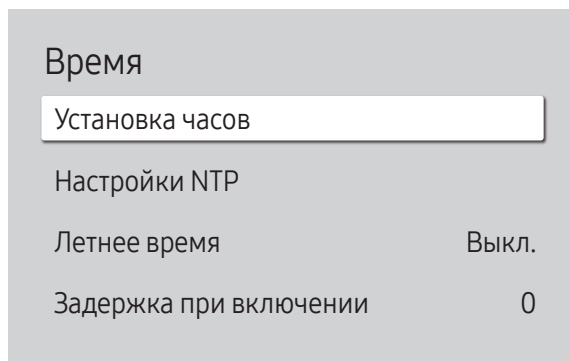 Время
Установка часов
Настройки NTP
Летнее время Выкл.
Задержка при включении 0